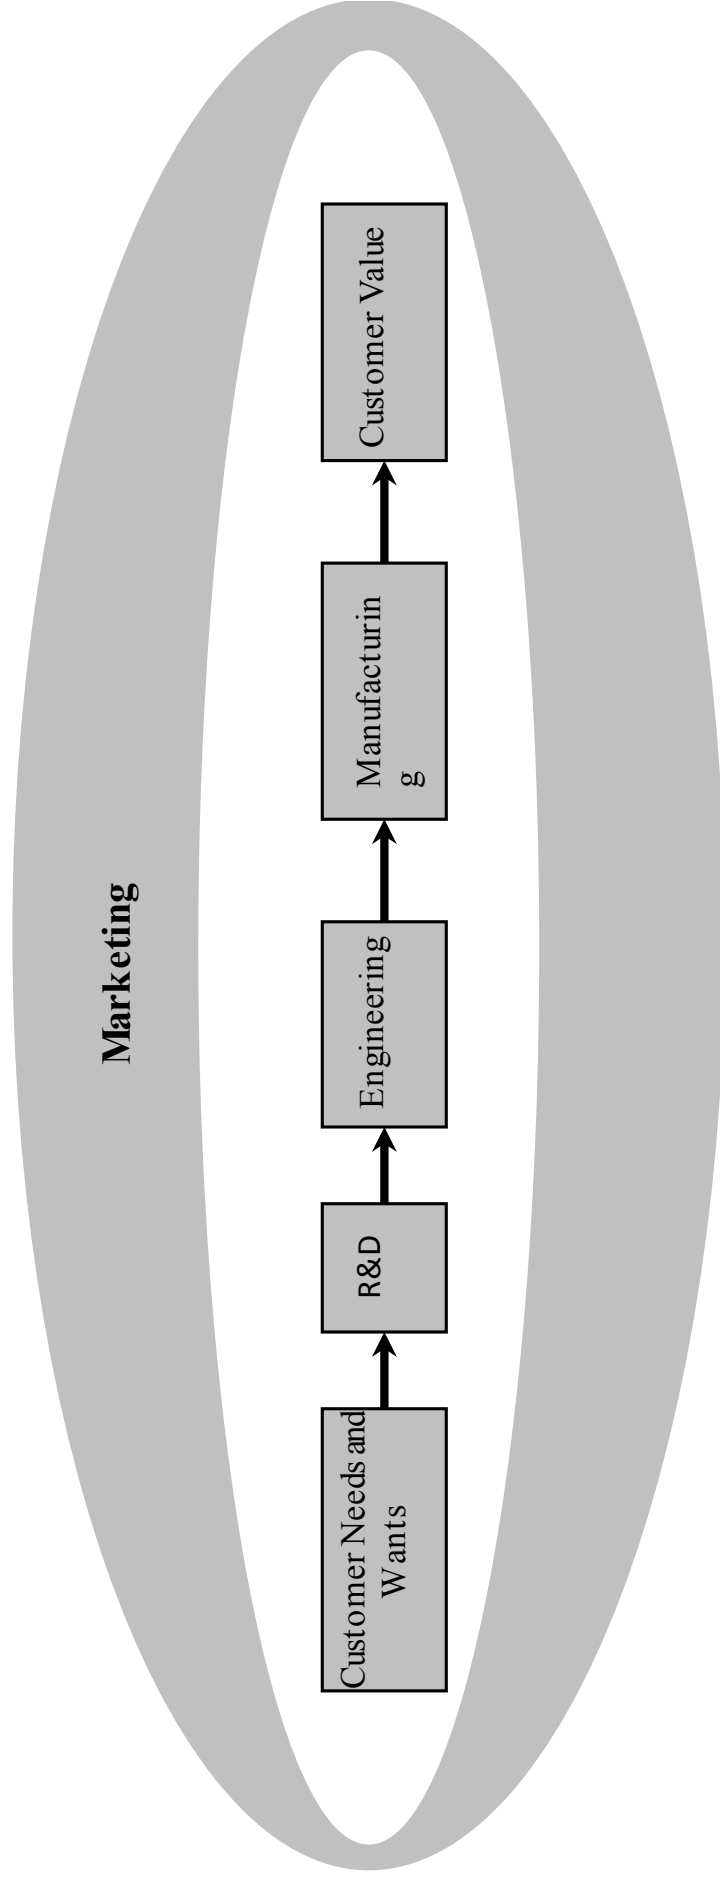 Marketing
Customer Needs and
Wants
R&D
Engineering
Manufacturin
g
Customer Value